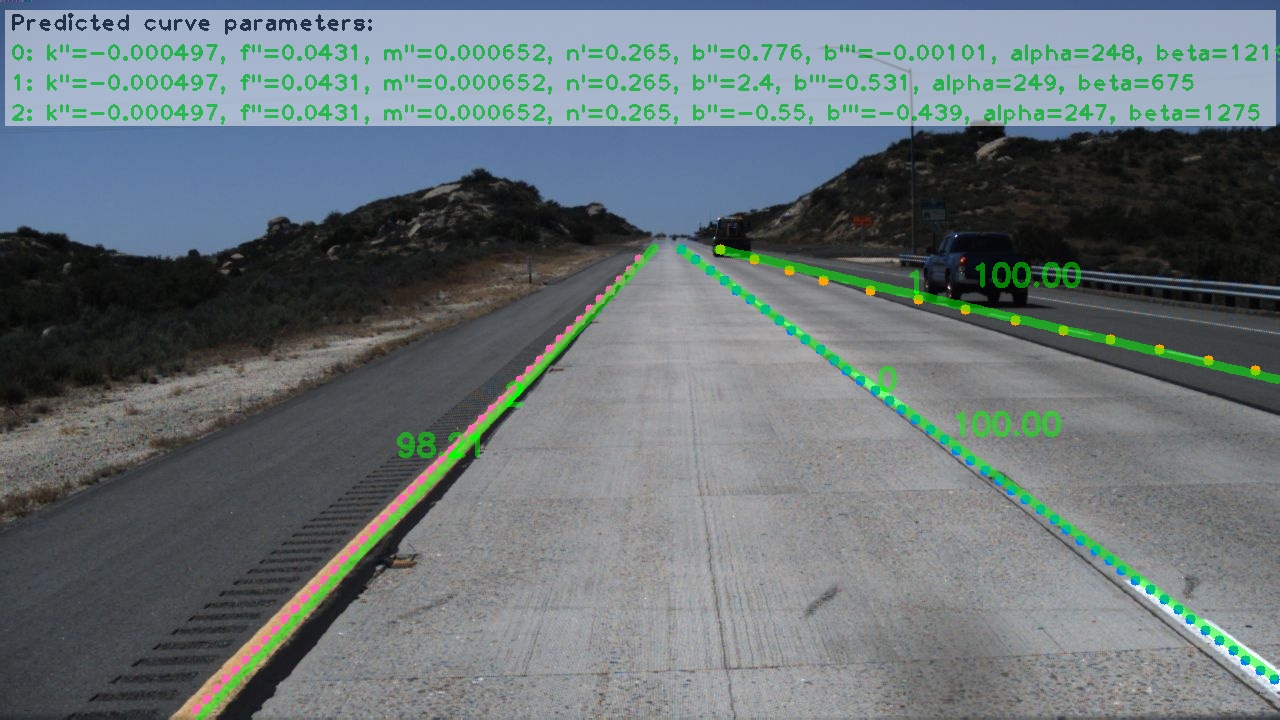 Predicted curve parameters:
0: k"=-0.000497, f"=0.0431, m"=0.000652, n'=0.265, b"=0.776, b'"=-0.00101, alpha=248, beta=121
1: k"=-0.000497, f"=0.0431, m"=0.000652, n'=0.265, b"=2.4, b'"=0.531, alpha=249, beta=675
2: k"=-0.000497, f"=0.0431, m"=0.000652, n'=0.265, b"=-0.55, b'"=-0.439, alpha=247, beta=1275
1 100.00
0
100.00
98.21